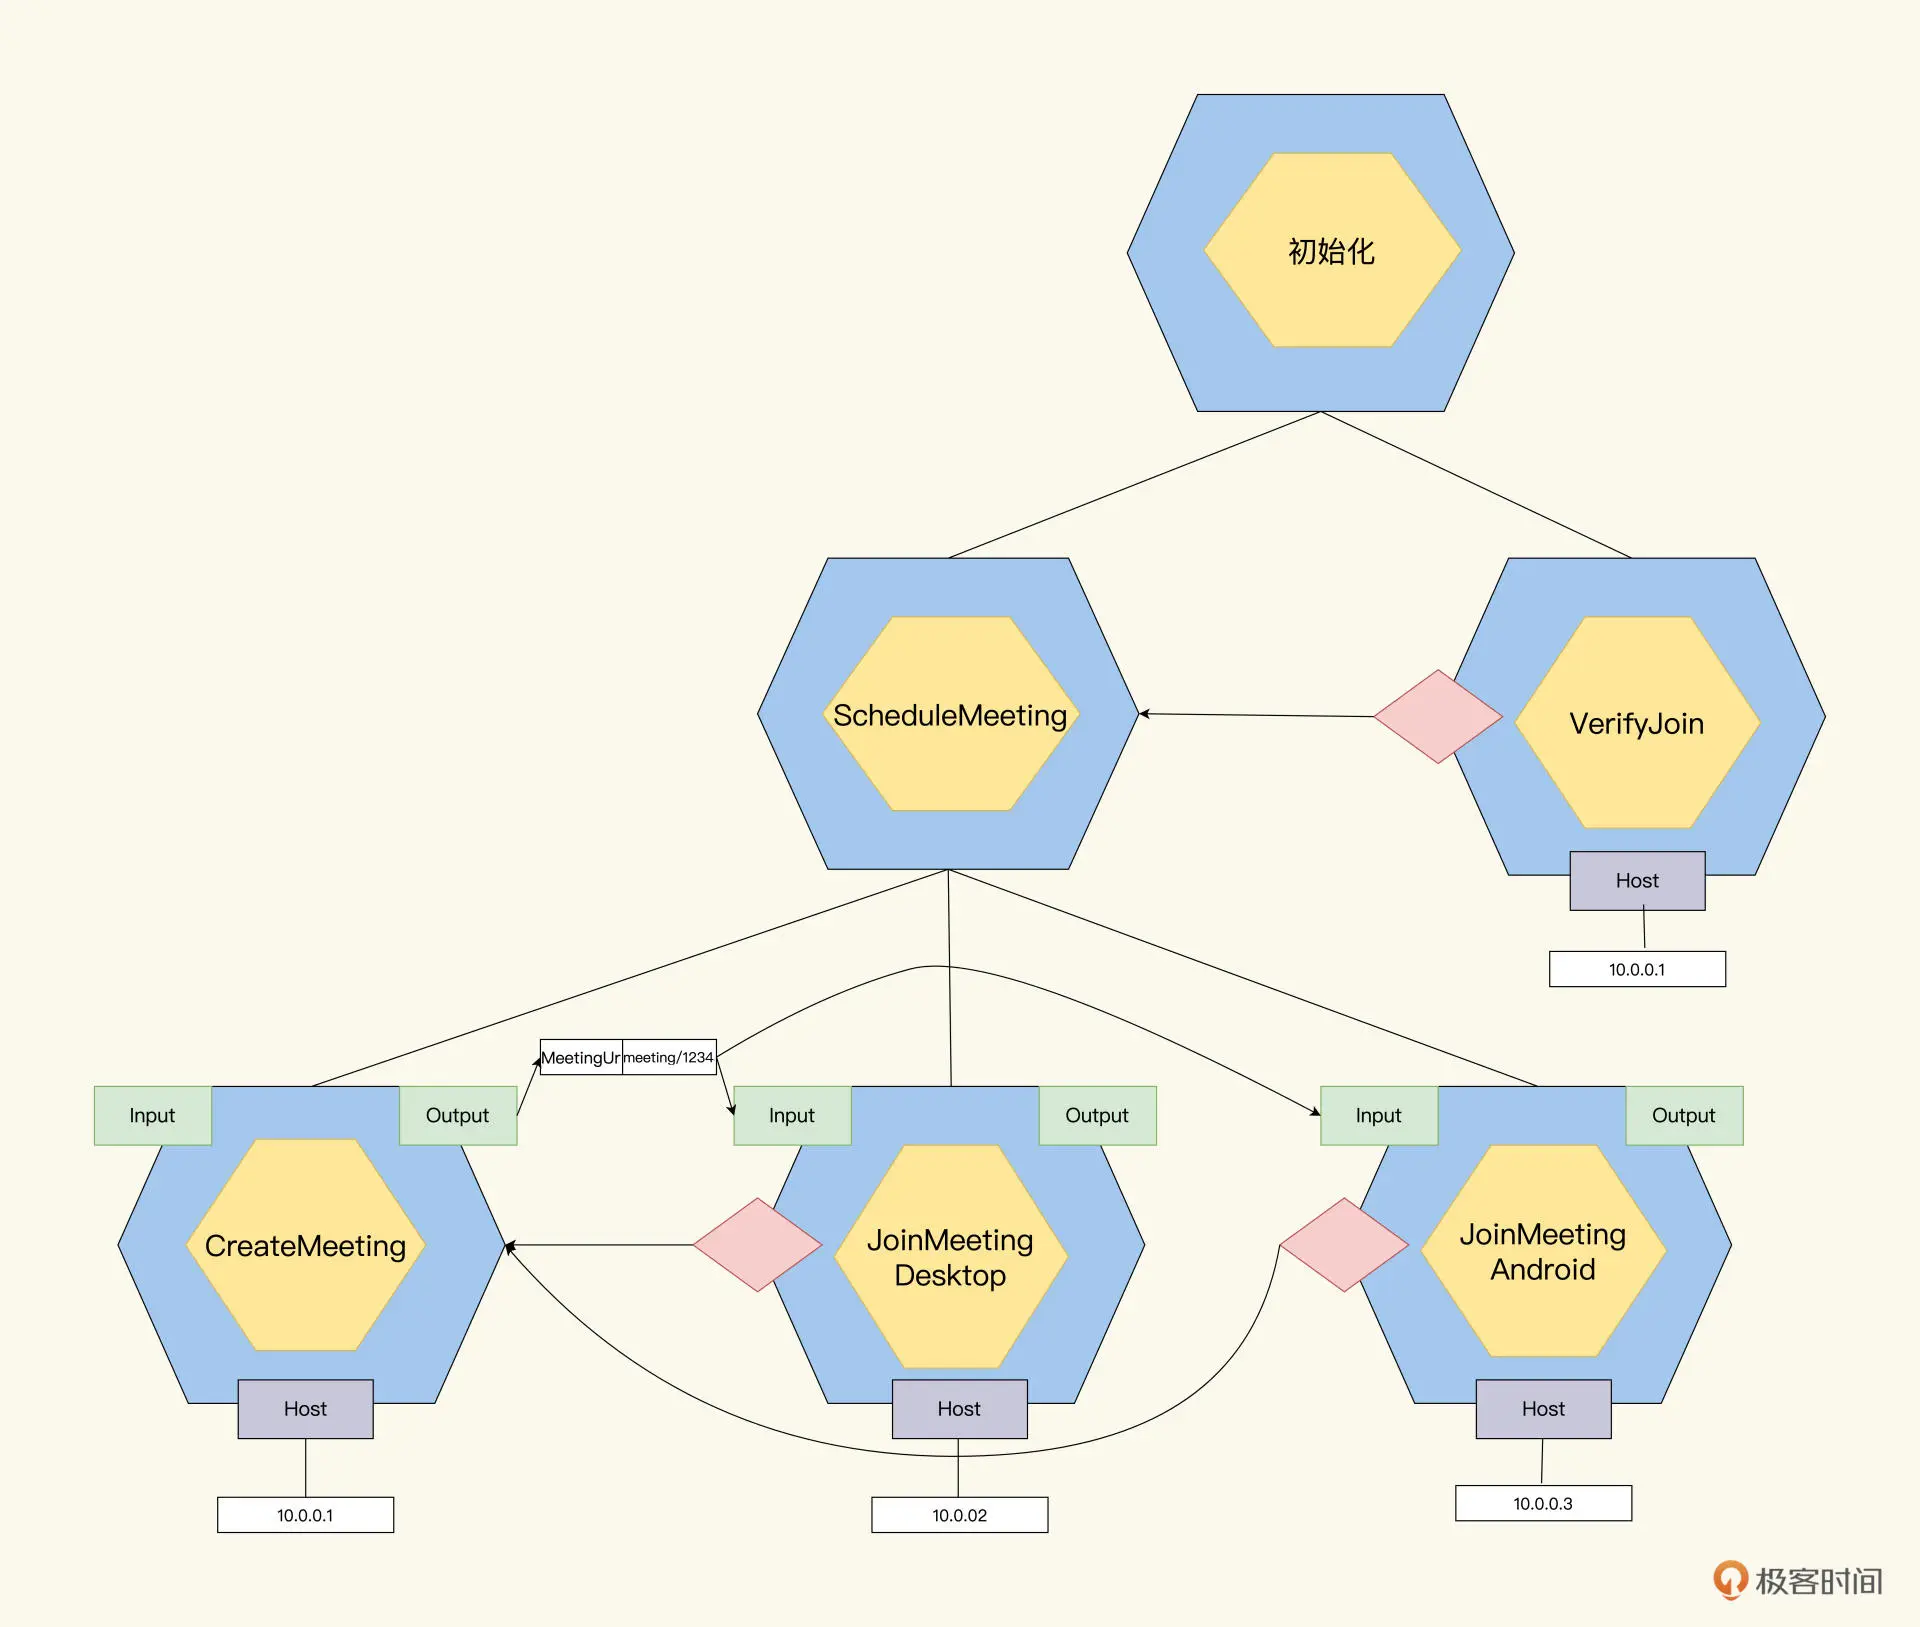 初始化
ScheduleMeeting
VerifyJoin
Host
10.0.0.1
MeetingUr
meeting/1234
Input
Output
Input
Output
Input
Output
CreateMeeting
JoinMeeting
Desktop
JoinMeeting
Android
Host
Host
Host
10.0.0.1
10.0.02
10.0.0.3
极客时间